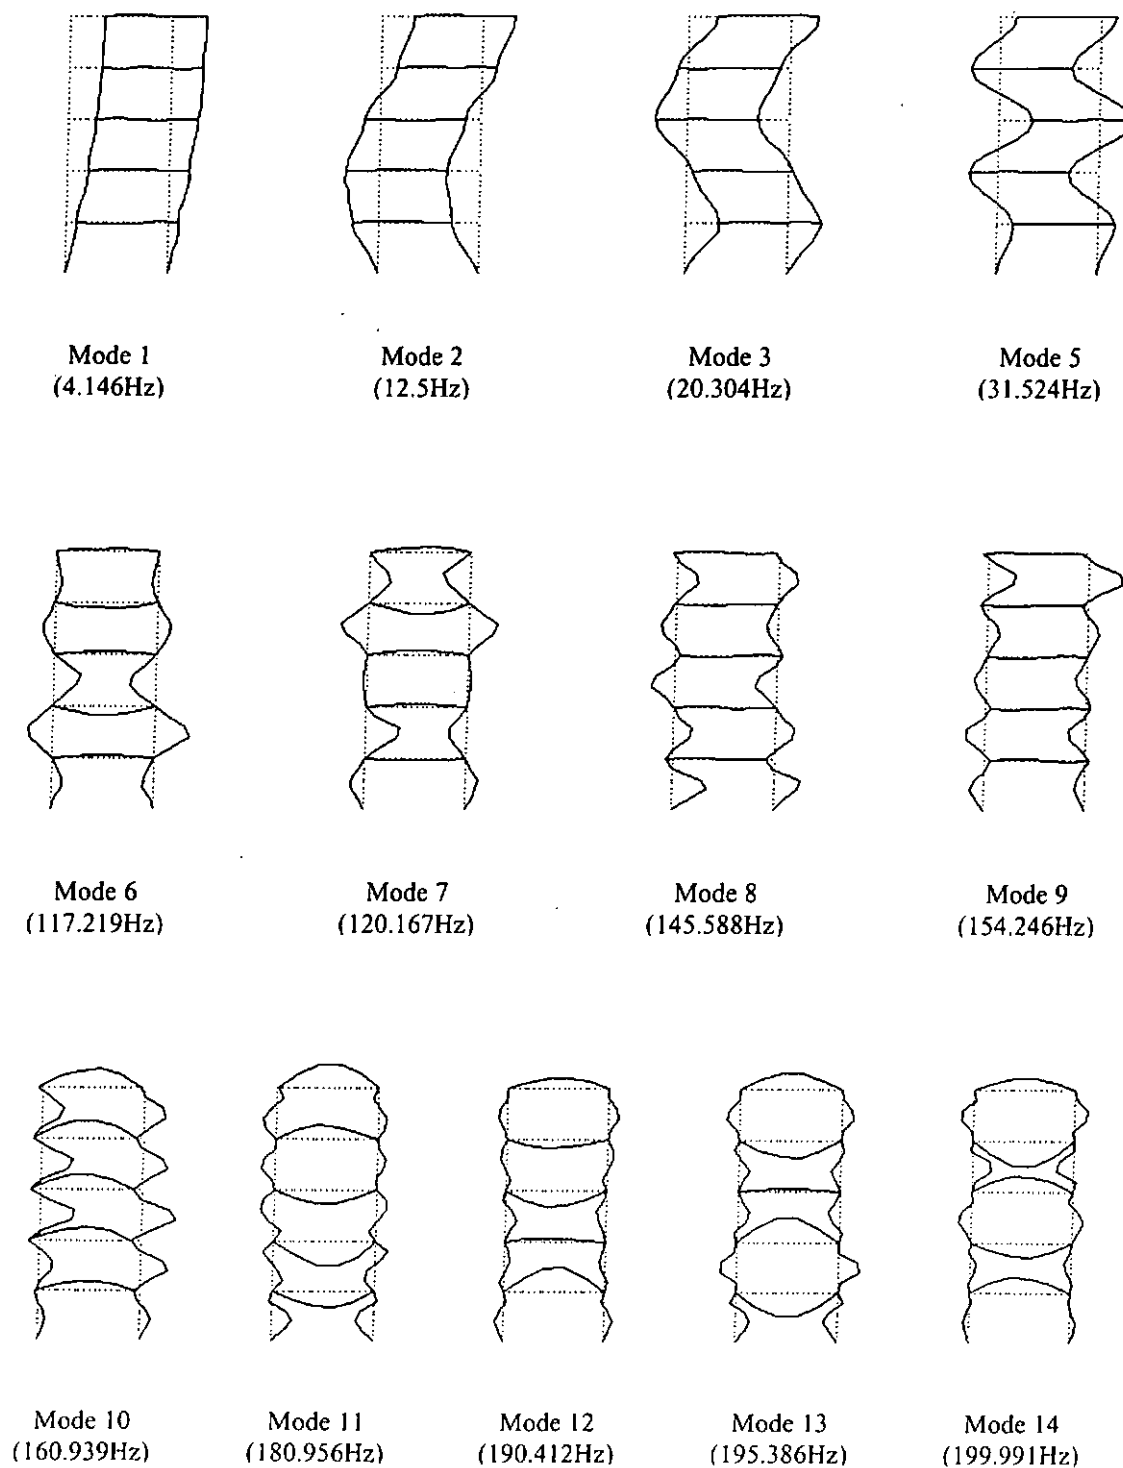 Mode 1
(4.146Hz)
Mode 2
(12.5Hz)
Mode 3
(20.304Hz)
Mode 5
(31.524Hz)
Mode 6
(117.219Hz)
Mode 7
(120.167Hz)
Mode 8
(145.588Hz)
Mode 9
(154.246Hz)
Mode 10
(160.939Hz)
Mode 11
(180.956Hz)
Mode 12
(190.412Hz)
Mode 13
(195.386Hz)
Mode 14
(199.991Hz)